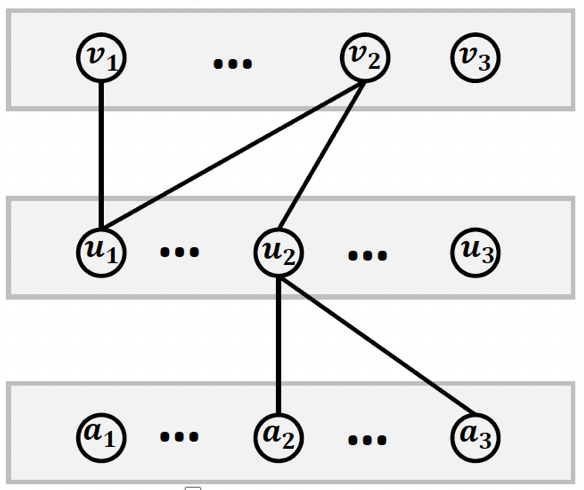 v₁ ... v₂ v₃
u₁ ... u₂ ... u₃
a₁ ... a₂ ... a₃